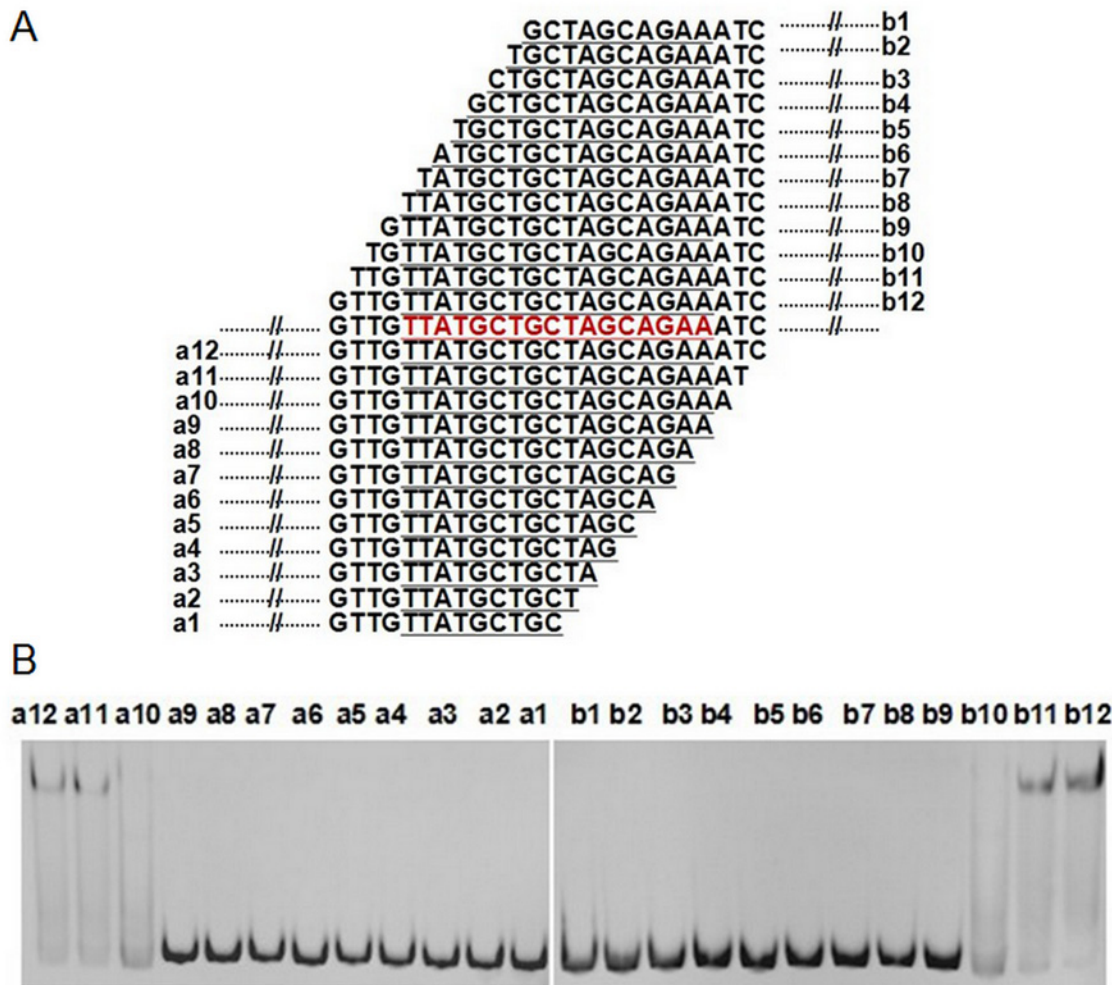 A
GCTAGCAGAAATC ..........//........ b1
TGCTAGCAGAAATC ..........//........ b2
CTGCTAGCAGAAATC ..........//........ b3
GCTGCTAGCAGAAATC ..........//........ b4
TGCTGCTAGCAGAAATC ..........//........ b5
ATGCTGCTAGCAGAAATC ..........//........ b6
TATGCTGCTAGCAGAAATC ..........//........ b7
TTATGCTGCTAGCAGAAATC ..........//........ b8
GTTATGCTGCTAGCAGAAATC ..........//........ b9
TGTTATGCTGCTAGCAGAAATC ..........//........ b10
TTGTTATGCTGCTAGCAGAAATC ..........//........ b11
GTTGTTATGCTGCTAGCAGAAATC ..........//........ b12
..........//........ GTTGTTATGCTGCTAGCAGAAATC ..........//........
a12 ..........//........ GTTGTTATGCTGCTAGCAGAAATC
a11 ..........//........ GTTGTTATGCTGCTAGCAGAAAT
a10 ..........//........ GTTGTTATGCTGCTAGCAGAAA
a9 ..........//........ GTTGTTATGCTGCTAGCAGAA
a8 ..........//........ GTTGTTATGCTGCTAGCAGA
a7 ..........//........ GTTGTTATGCTGCTAGCAG
a6 ..........//........ GTTGTTATGCTGCTAGCA
a5 ..........//........ GTTGTTATGCTGCTAGC
a4 ..........//........ GTTGTTATGCTGCTAG
a3 ..........//........ GTTGTTATGCTGCTA
a2 ..........//........ GTTGTTATGCTGCT
a1 ..........//........ GTTGTTATGCTGC
B
a12 a11 a10 a9 a8 a7 a6 a5 a4 a3 a2 a1 b1 b2 b3 b4 b5 b6 b7 b8 b9 b10 b11 b12